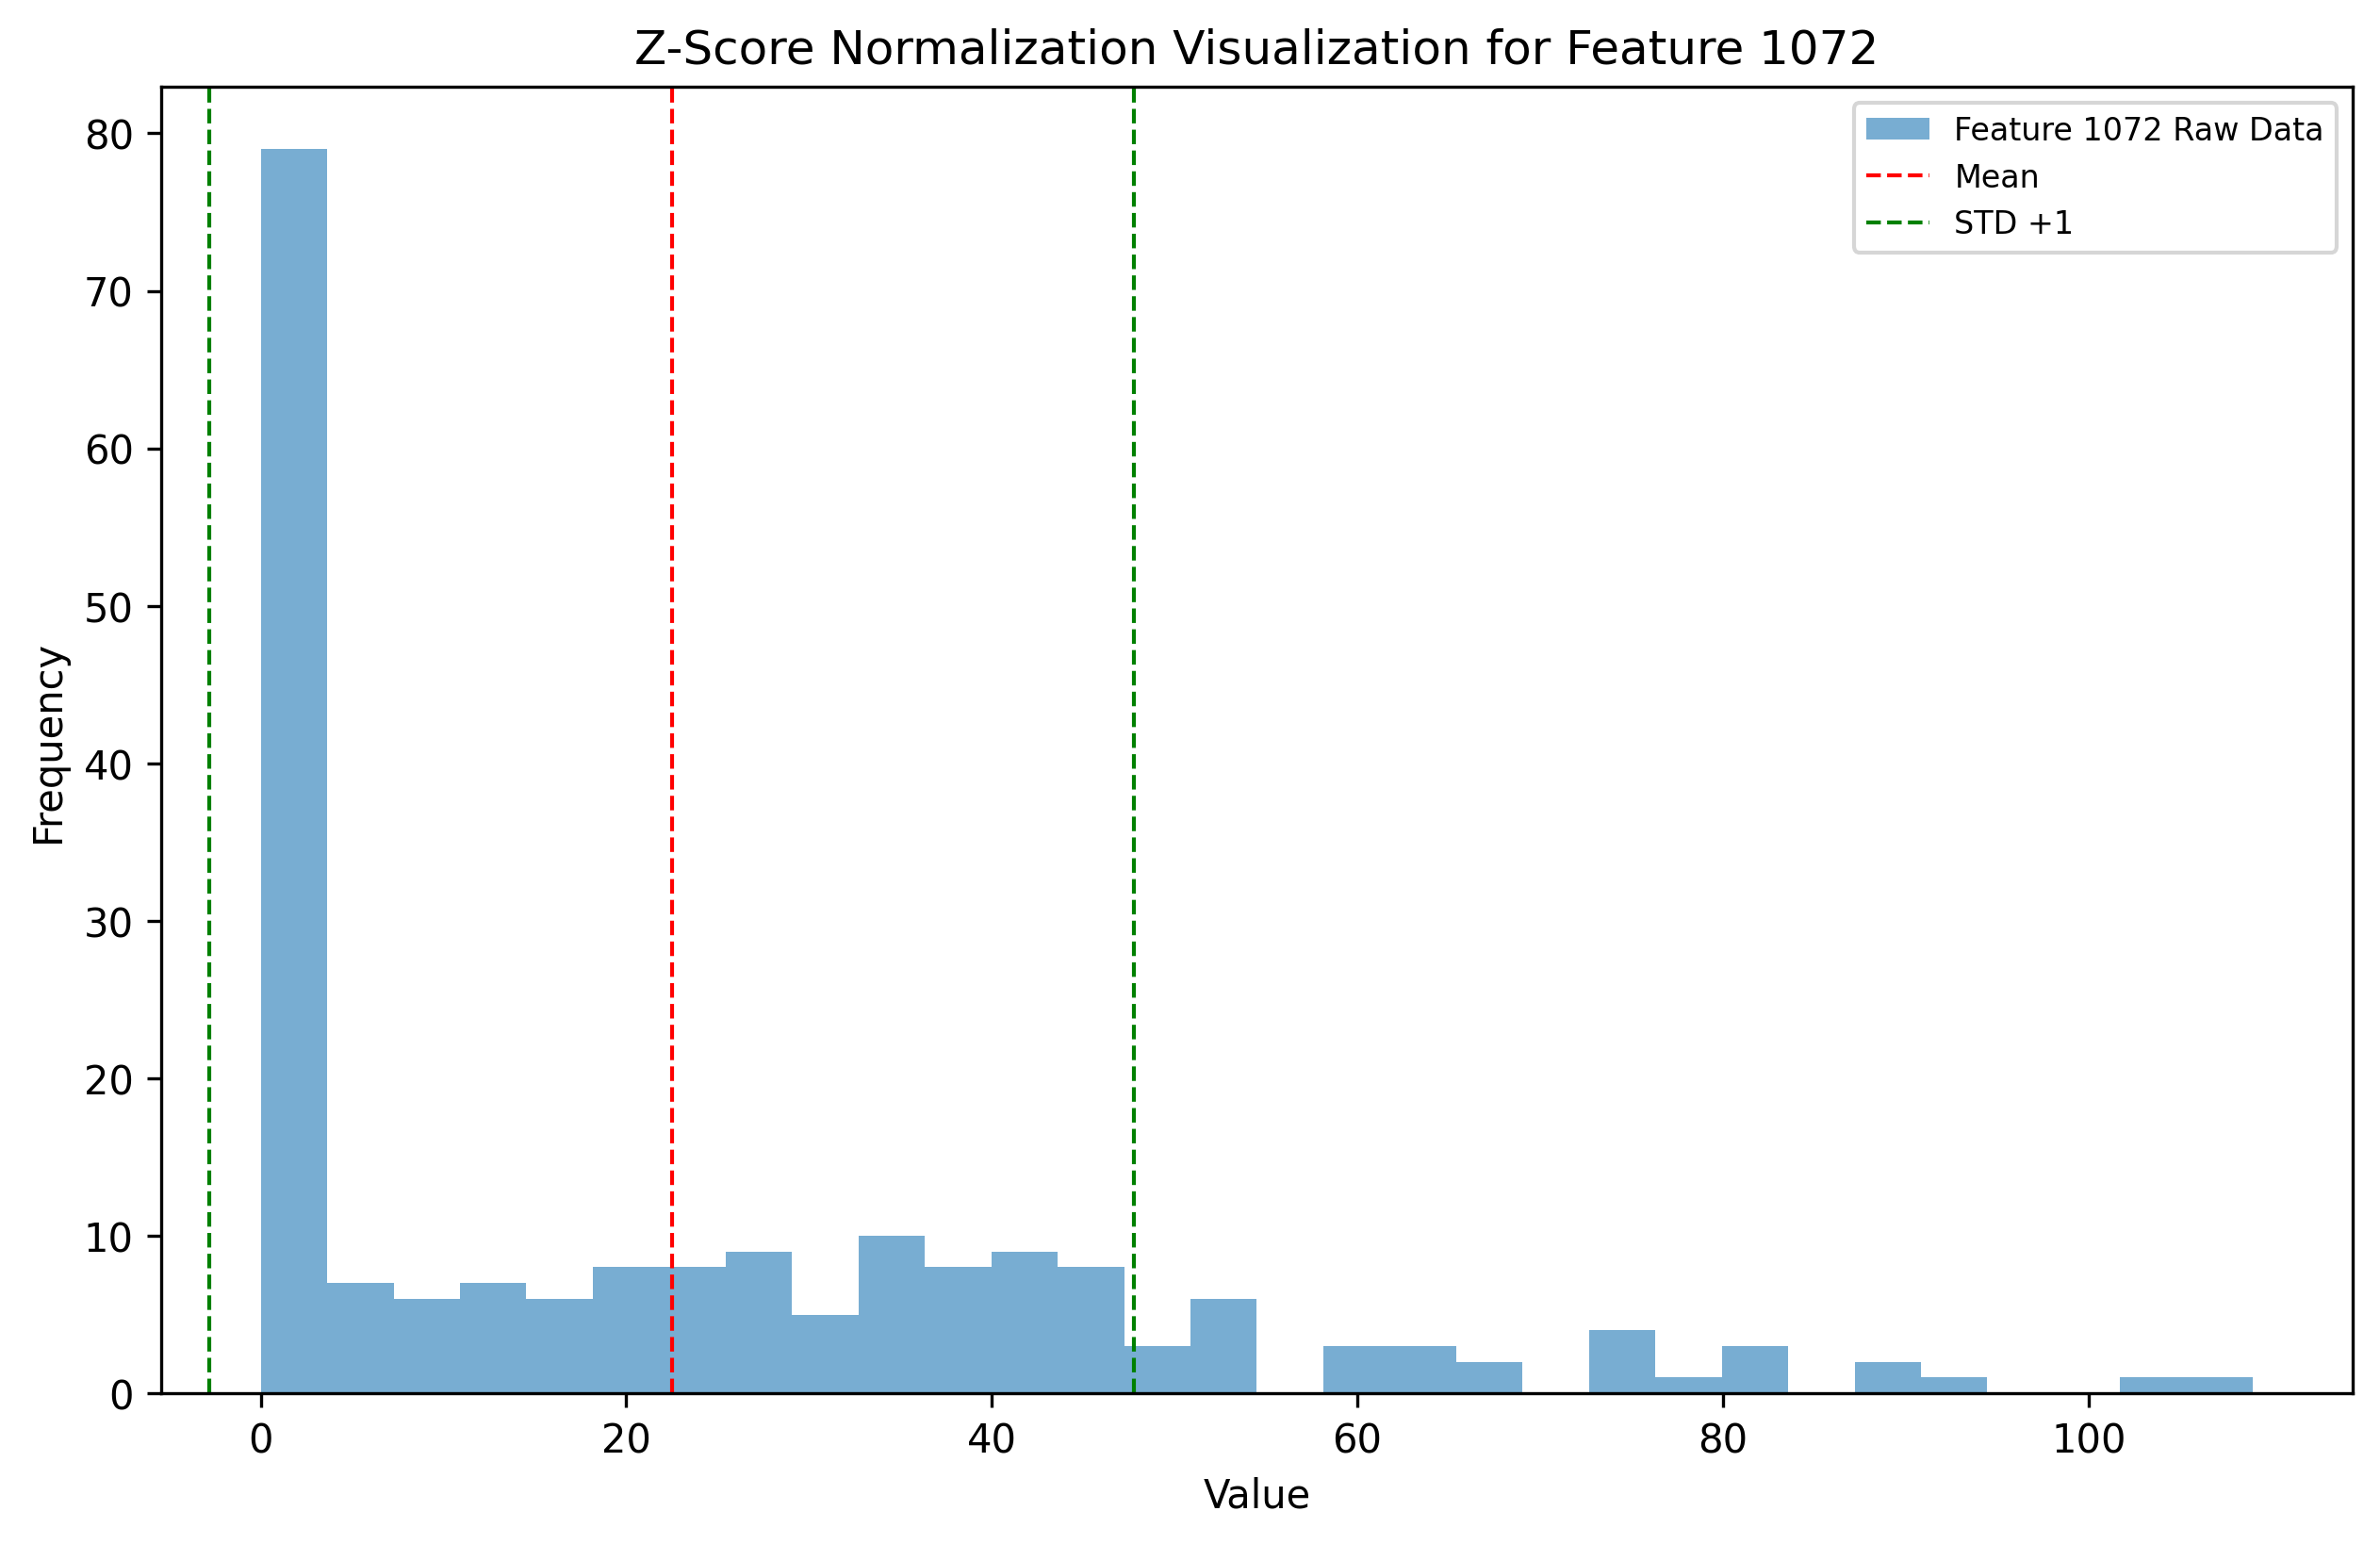 Z-Score Normalization Visualization for Feature 1072
Feature 1072 Raw Data
Mean
STD +1
80
70
60
50
40
30
20
10
0
Frequency
0 20 40 60 80 100
Value